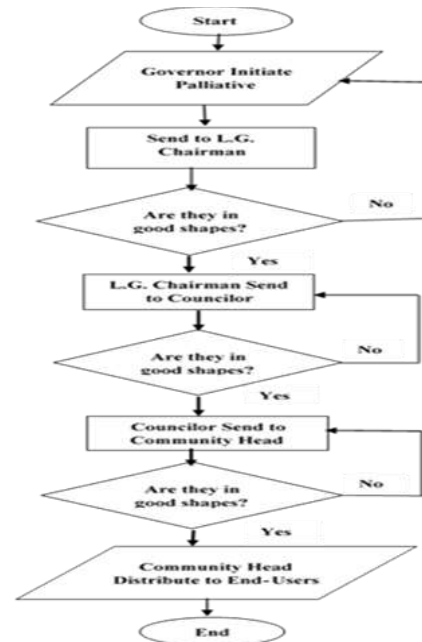 Start
Governor Initiate
Palliative
Send to L.G.
Chairman
Are they in
good shapes?
No
Yes
L.G. Chairman Send
to Councilor
Are they in
good shapes?
No
Yes
Councilor Send to
Community Head
Are they in
good shapes?
No
Yes
Community Head
Distribute to End-Users
End